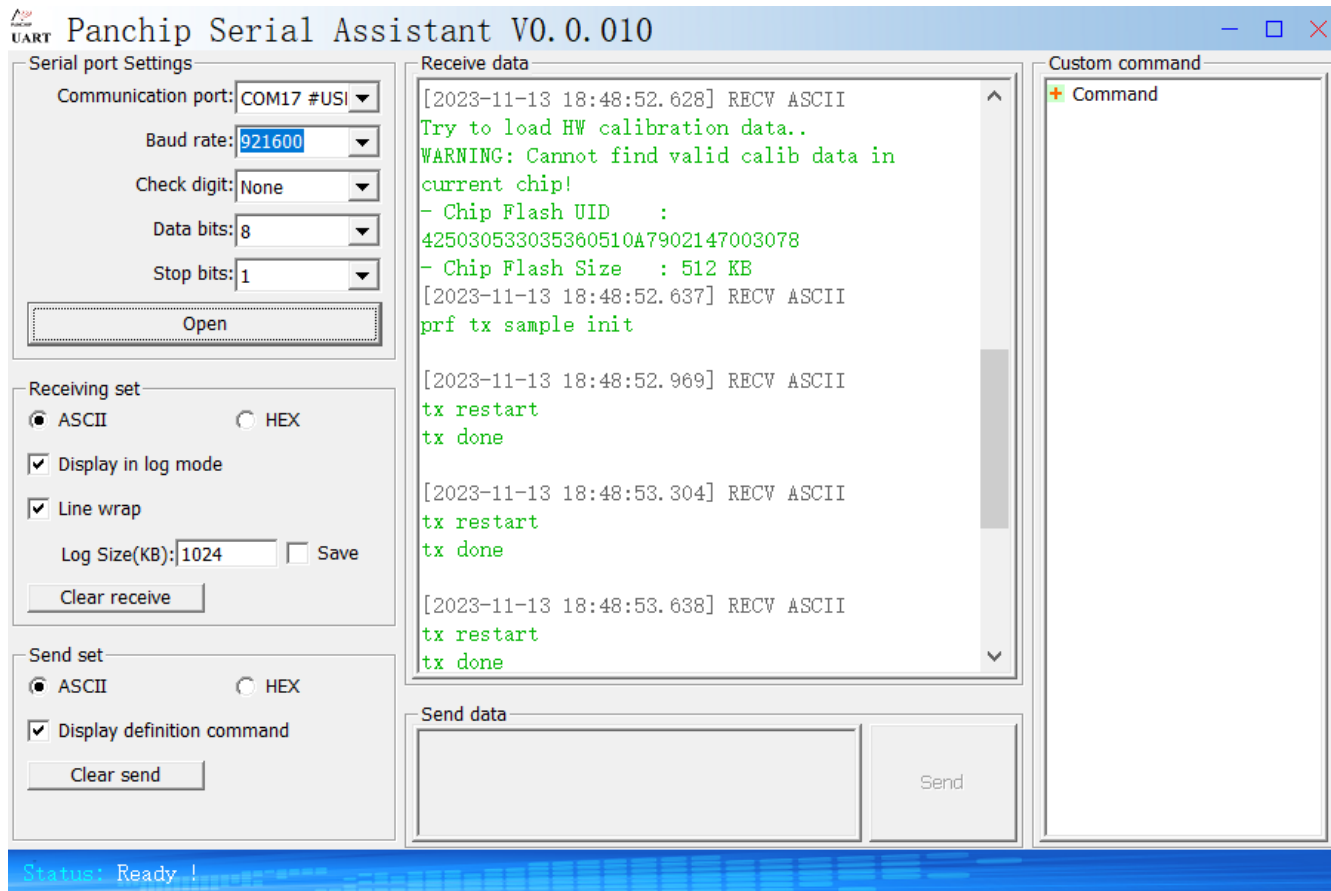 PANCHIP
UART Panchip Serial Assistant V0.0.010
Serial port Settings
Communication port: COM17 #USI
Baud rate: 921600
Check digit: None
Data bits: 8
Stop bits: 1
Open
Receiving set
ASCII HEX
Display in log mode
Line wrap
Log Size(KB): 1024 Save
Clear receive
Send set
ASCII HEX
Display definition command
Clear send
Receive data
[2023-11-13 18:48:52.628] RECV ASCII
Try to load HW calibration data..
WARNING: Cannot find valid calib data in
current chip!
- Chip Flash UID :
425030533035360510A7902147003078
- Chip Flash Size : 512 KB
[2023-11-13 18:48:52.637] RECV ASCII
prf tx sample init
[2023-11-13 18:48:52.969] RECV ASCII
tx restart
tx done
[2023-11-13 18:48:53.304] RECV ASCII
tx restart
tx done
[2023-11-13 18:48:53.638] RECV ASCII
tx restart
tx done
Send data
Send
Custom command
Command
Status: Ready !